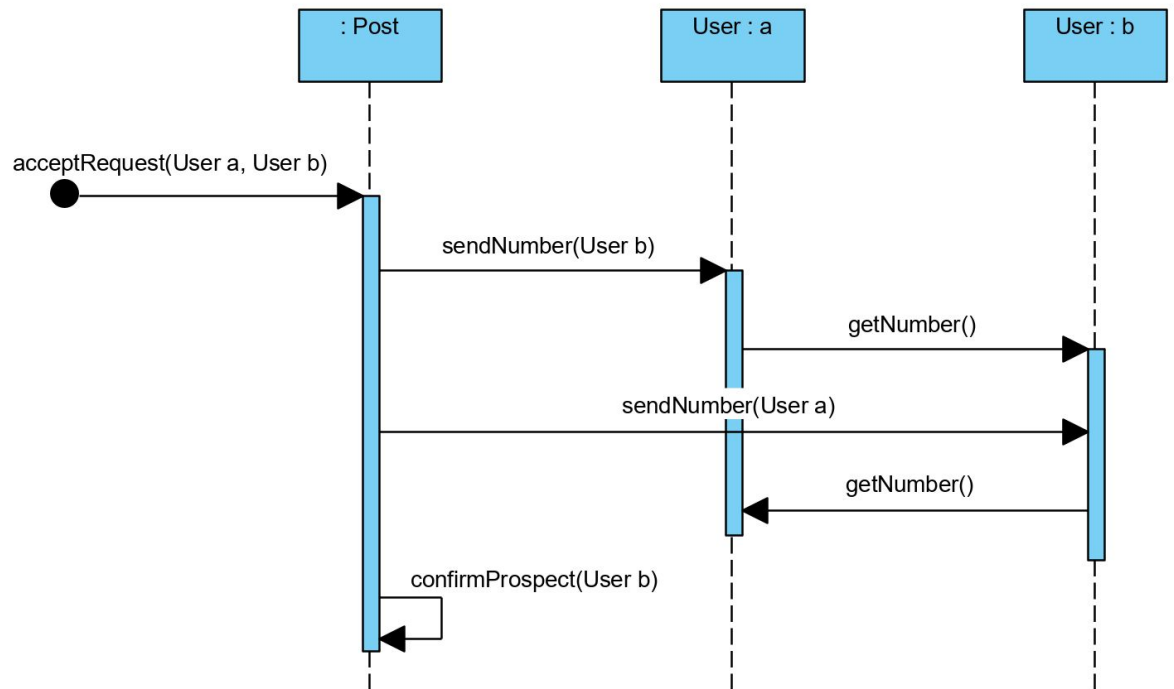 : Post
User : a
User : b
acceptRequest(User a, User b)
sendNumber(User b)
getNumber()
sendNumber(User a)
getNumber()
confirmProspect(User b)